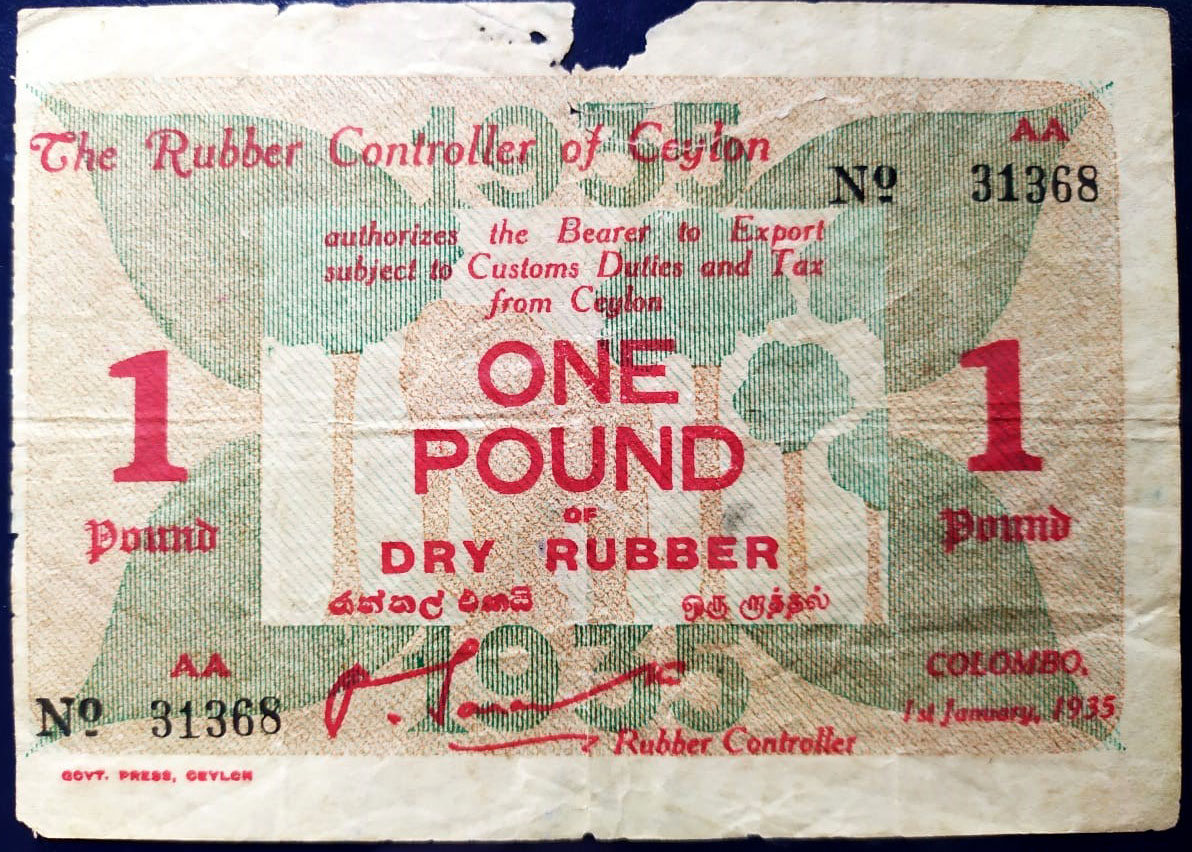 1935
The Rubber Controller of Ceylon
AA
Nº 31368
authorizes the Bearer to Export
subject to Customs Duties and Tax
from Ceylon
ONE
POUND
OF
DRY RUBBER
1
Pound
1
Pound
රාත්තල් එකයි
ஒரு ருத்தல்
1935
AA
Nº 31368
Rubber Controller
COLOMBO,
1st January, 1935
GOVT. PRESS, CEYLON